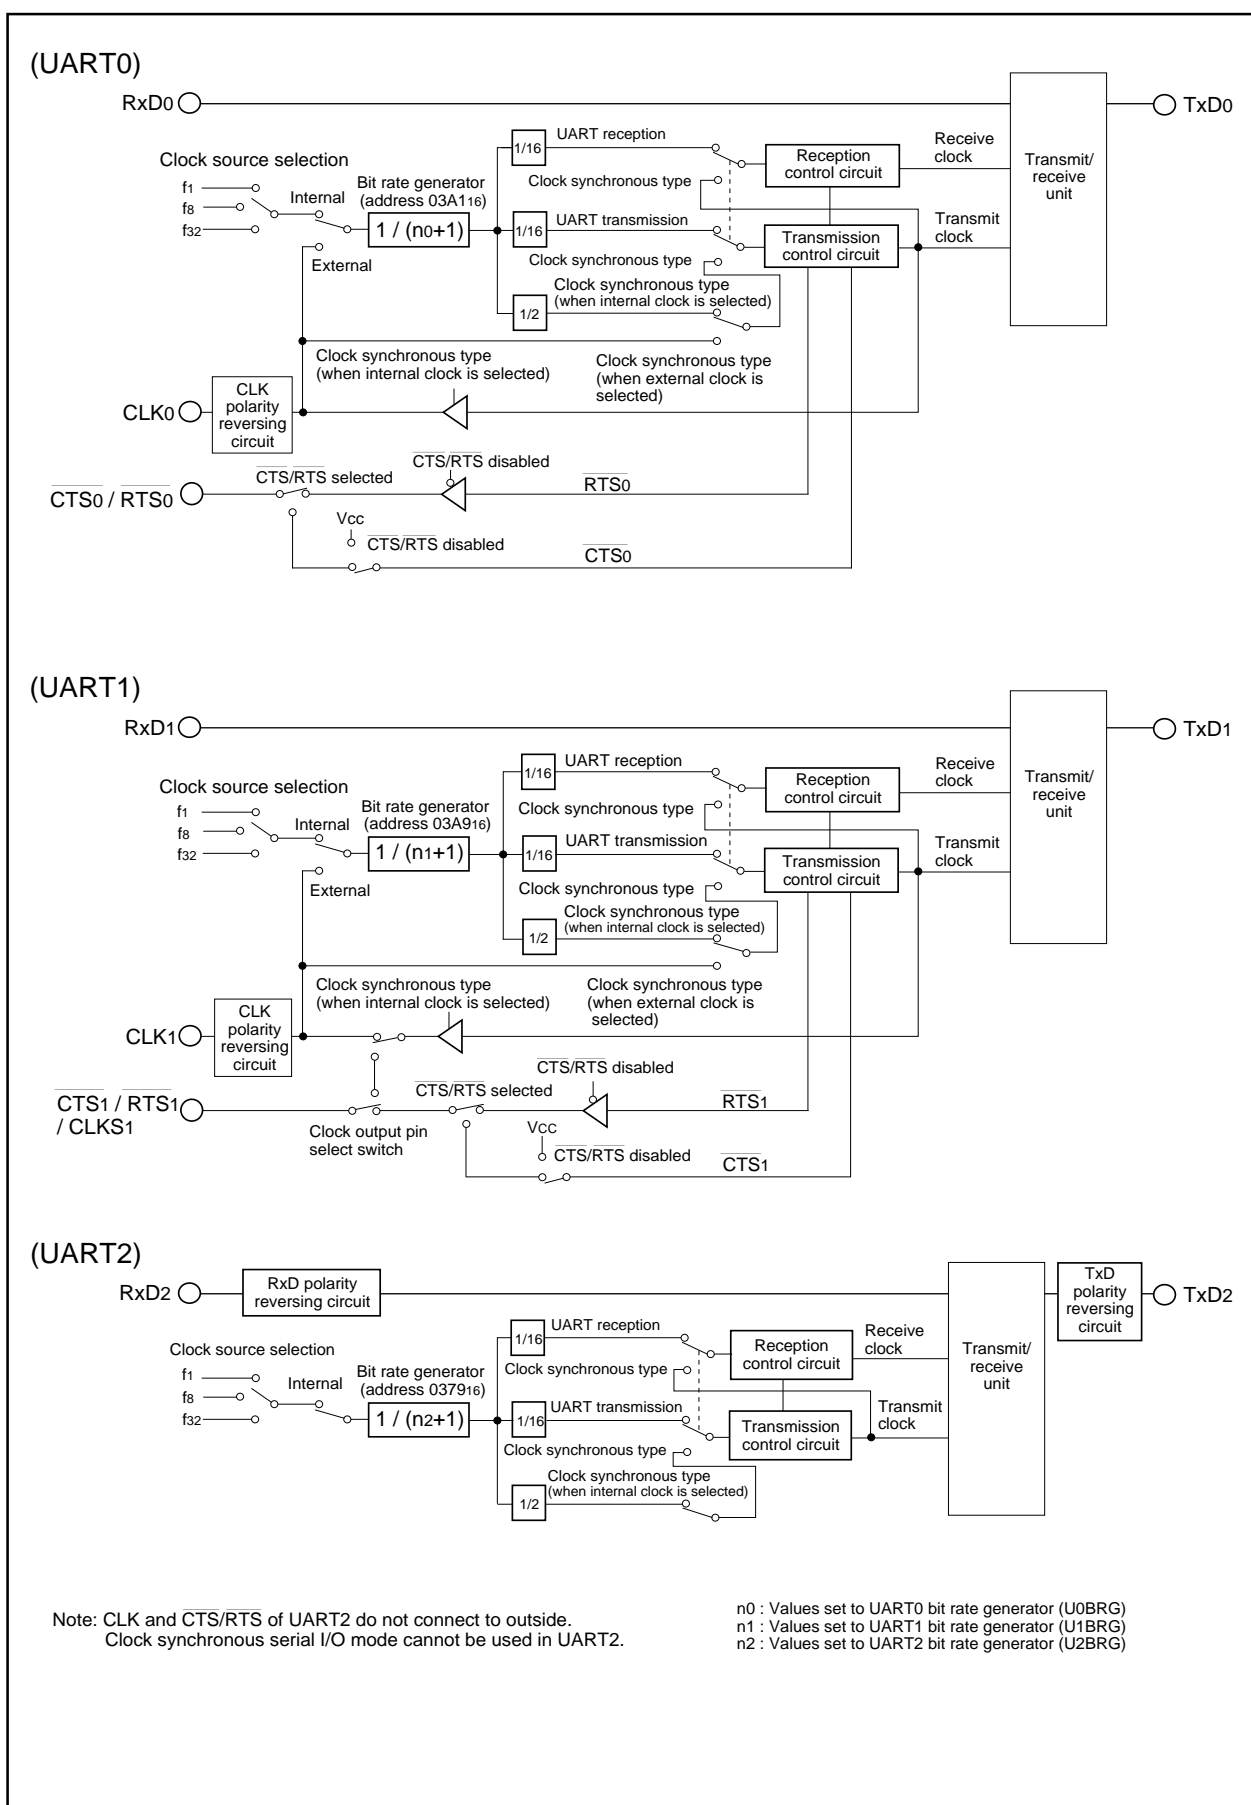 (UART0)
RxD0
TxD0
Clock source selection
f1
f8
f32
Internal
External
Bit rate generator
(address 03A116)
1 / (n0+1)
1/16
UART reception
Clock synchronous type
1/16
UART transmission
Clock synchronous type
Clock synchronous type
(when internal clock is selected)
1/2
Reception
control circuit
Transmission
control circuit
Receive
clock
Transmit
clock
Transmit/
receive
unit
Clock synchronous type
(when internal clock is selected)
Clock synchronous type
(when external clock is
selected)
CLK0
CLK
polarity
reversing
circuit
CTS/RTS selected
CTS/RTS disabled
CTS0 / RTS0
RTS0
Vcc
CTS/RTS disabled
CTS0
(UART1)
RxD1
TxD1
Clock source selection
f1
f8
f32
Internal
External
Bit rate generator
(address 03A916)
1 / (n1+1)
1/16
UART reception
Clock synchronous type
1/16
UART transmission
Clock synchronous type
Clock synchronous type
(when internal clock is selected)
1/2
Reception
control circuit
Transmission
control circuit
Receive
clock
Transmit
clock
Transmit/
receive
unit
Clock synchronous type
(when internal clock is selected)
Clock synchronous type
(when external clock is
selected)
CLK1
CLK
polarity
reversing
circuit
CTS1 / RTS1
/ CLKS1
Clock output pin
select switch
CTS/RTS selected
CTS/RTS disabled
RTS1
VCC
CTS/RTS disabled
CTS1
(UART2)
RxD2
RxD polarity
reversing circuit
TxD
polarity
reversing
circuit
TxD2
Clock source selection
f1
f8
f32
Internal
Bit rate generator
(address 037916)
1 / (n2+1)
1/16
UART reception
Clock synchronous type
1/16
UART transmission
Clock synchronous type
Clock synchronous type
(when internal clock is selected)
1/2
Reception
control circuit
Transmission
control circuit
Receive
clock
Transmit
clock
Transmit/
receive
unit
Note: CLK and CTS/RTS of UART2 do not connect to outside.
Clock synchronous serial I/O mode cannot be used in UART2.
n0 : Values set to UART0 bit rate generator (U0BRG)
n1 : Values set to UART1 bit rate generator (U1BRG)
n2 : Values set to UART2 bit rate generator (U2BRG)